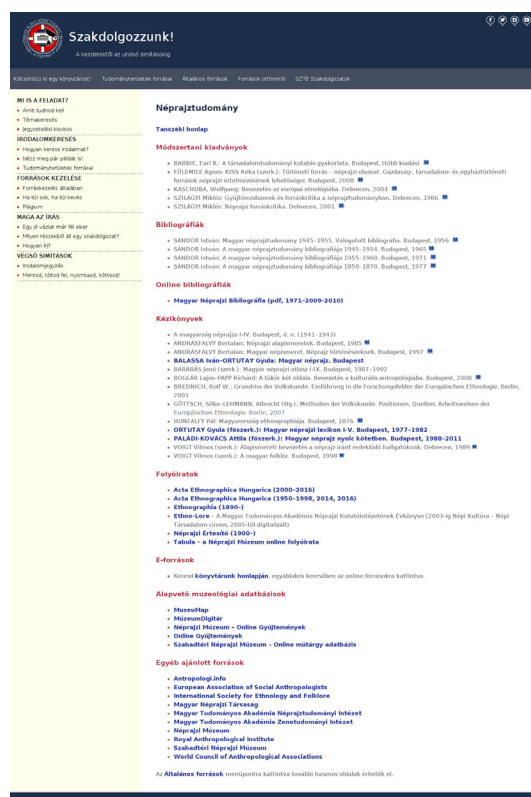 Szakdolgozzunk!
A kezdetektől az utolsó simításokig
Kölcsönözz ki egy könyvtárost! Tudományterületek forrásai Általános források Források otthonról SZTE Szakdolgozatok
MI IS A FELADAT?
Amit tudnod kell
Témakeresés
Jegyzetelési kisokos
IRODALOMKERESÉS
Hogyan keress irodalmat?
Nézz meg pár példát is!
Tudományterületek forrásai
FORRÁSOK KEZELÉSE
Forráskezelés általában
Ha túl sok, ha túl kevés
Plágium
MAGA AZ ÍRÁS
Egy jó vázlat már fél siker
Milyen részekből áll egy szakdolgozat?
Hogyan írj?
VÉGSŐ SIMÍTÁSOK
Irodalomjegyzék
Mentsd, töltsd fel, nyomtasd, köttesd!
Néprajztudomány
Tanszéki honlap
Módszertani kiadványok
BABBIE, Earl R.: A társadalomtudományi kutatás gyakorlata. Budapest, (több kiadás)
FÜLEMILE Ágnes-KISS Réka (szerk.): Történeti forrás – néprajzi olvasat. Gazdaság-, társadalom- és egyháztörténeti
források néprajzi értelmezésének lehetőségei. Budapest, 2008
KASCHUBA, Wolfgang: Bevezetés az európai etnológiába. Debrecen, 2004
SZILÁGYI Miklós: Gyűjtőmódszerek és forráskritika a néprajztudományban. Debrecen, 1986
SZILÁGYI Miklós: Néprajzi forráskritika. Debrecen, 2001
Bibliográfiák
SÁNDOR István: Magyar néprajztudomány 1945–1955. Válogatott bibliográfia. Budapest, 1956
SÁNDOR István: A magyar néprajztudomány bibliográfiája 1945–1954. Budapest, 1965
SÁNDOR István: A magyar néprajztudomány bibliográfiája 1955–1960. Budapest, 1971
SÁNDOR István: A magyar néprajztudomány bibliográfiája 1850–1870. Budapest, 1977
Online bibliográfiák
Magyar Néprajzi Bibliográfia (pdf, 1971–2009-2010)
Kézikönyvek
A magyarság néprajza I-IV. Budapest, é. n. (1941–1943)
ANDRÁSFALVY Bertalan: Néprajzi alapismeretek. Budapest, 1985
ANDRÁSFALVY Bertalan: Magyar népismeret. Néprajz történészeknek. Budapest, 1997
BALASSA Iván–ORTUTAY Gyula: Magyar néprajz. Budapest
BARABÁS Jenő (szerk.): Magyar néprajzi atlasz I-IX. Budapest, 1987–1992
BOGLÁR Lajos–PAPP Richárd: A tükör két oldala. Bevezetés a kulturális antropológiába. Budapest, 2008
BREDNICH, Rolf W.: Grundriss der Volkskunde. Einführung in die Forschungsfelder der Europäischen Ethnologie. Berlin,
2001
GÖTTSCH, Silke–LEHMANN, Albrecht (Hg.): Methoden der Volkskunde. Positionen, Quellen, Arbeitsweisen der
Europäischen Ethnologie. Berlin, 2007
HUNFALFY Pál: Magyarország ethnographiája. Budapest, 1876
ORTUTAY Gyula (főszerk.): Magyar néprajzi lexikon I–V. Budapest, 1977–1982
PALÁDI-KOVÁCS Attila (főszerk.): Magyar néprajz nyolc kötetben. Budapest, 1988–2011
VOIGT Vilmos (szerk.): Alapismereti bevezetés a néprajz iránt érdeklődő hallgatóknak. Debrecen, 1989
VOIGT Vilmos (szerk.): A magyar folklór. Budapest, 1998
Folyóiratok
Acta Ethnographica Hungarica (2000–2016)
Acta Ethnographica Hungarica (1950–1998, 2014, 2016)
Ethnographia (1890–)
Ethno-Lore – A Magyar Tudományos Akadémia Néprajzi Kutatóintézetének Évkönyve (2003-ig Népi Kultúra – Népi
Társadalom címen, 2005-től digitalizált)
Néprajzi Értesítő (1900–)
Tabula – a Néprajzi Múzeum online folyóirata
E-források
Keresd könyvtárunk honlapján, egyablakos keresőben az online forrásokra kattintva.
Alapvető muzeológiai adatbázisok
MuseuMap
MúzeumDigitár
Néprajzi Múzeum – Online Gyűjtemények
Online Gyűjtemények
Szabadtéri Néprajzi Múzeum – Online műtárgy adatbázis
Egyéb ajánlott források
Antropologi.info
European Association of Social Anthropologists
International Society for Ethnology and Folklore
Magyar Néprajzi Társaság
Magyar Tudományos Akadémia Néprajztudományi Intézet
Magyar Tudományos Akadémia Zenetudományi Intézet
Néprajzi Múzeum
Royal Anthropological Institute
Szabadtéri Néprajzi Múzeum
World Council of Anthropological Associations
Az Általános források menüpontra kattintva további hasznos oldalak érhetők el.